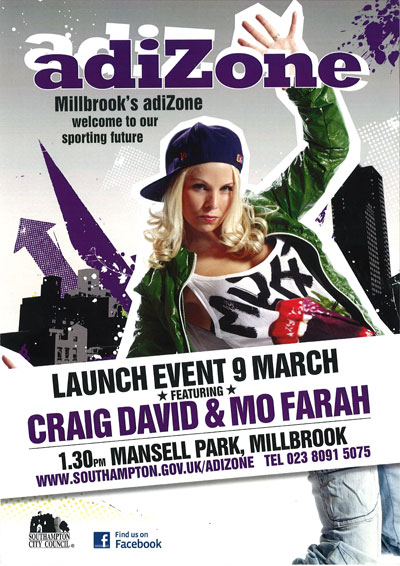 adiZone
Millbrook's adiZone
welcome to our
sporting future
LAUNCH EVENT 9 MARCH
★ FEATURING ★
CRAIG DAVID & MO FARAH
1.30PM MANSELL PARK, MILLBROOK
WWW.SOUTHAMPTON.GOV.UK/ADIZONE TEL 023 8091 5075
SOUTHAMPTON
CITY COUNCIL ®
Find us on
Facebook